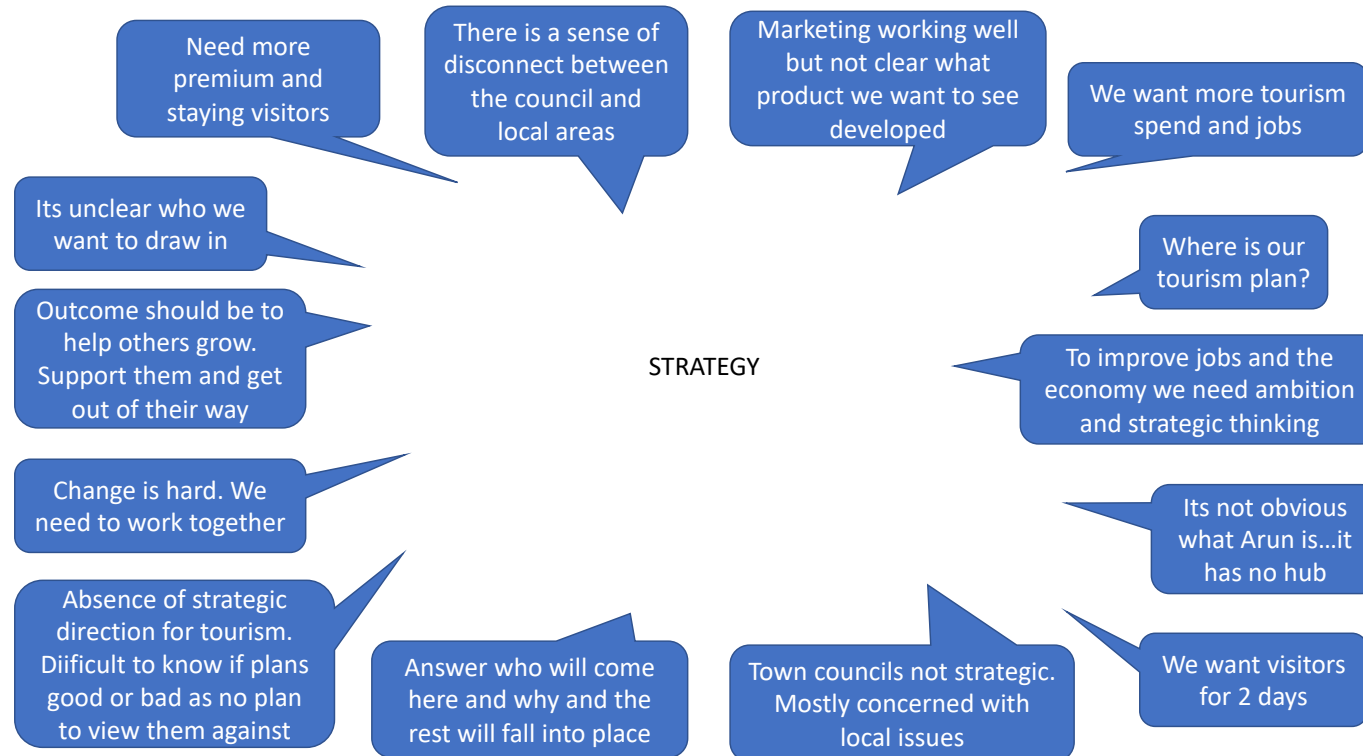 Need more
premium and
staying visitors
There is a sense of
disconnect between
the council and
local areas
Marketing working well
but not clear what
product we want to see
developed
We want more tourism
spend and jobs
Its unclear who we
want to draw in
Where is our
tourism plan?
Outcome should be to
help others grow.
Support them and get
out of their way
STRATEGY
To improve jobs and the
economy we need ambition
and strategic thinking
Change is hard. We
need to work together
Its not obvious
what Arun is...it
has no hub
Absence of strategic
direction for tourism.
Diifficult to know if plans
good or bad as no plan
to view them against
Answer who will come
here and why and the
rest will fall into place
Town councils not strategic.
Mostly concerned with
local issues
We want visitors
for 2 days